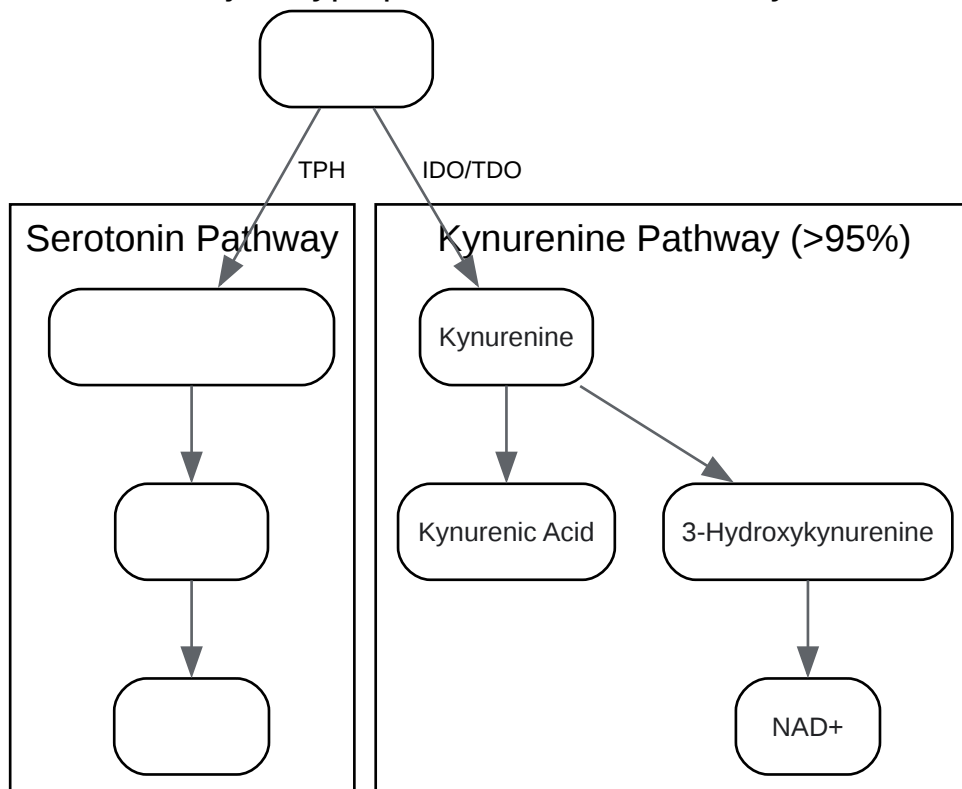 TPH
IDO/TDO
Serotonin Pathway
Kynurenine Pathway (>95%)
Kynurenine
Kynurenic Acid
3-Hydroxykynurenine
NAD+